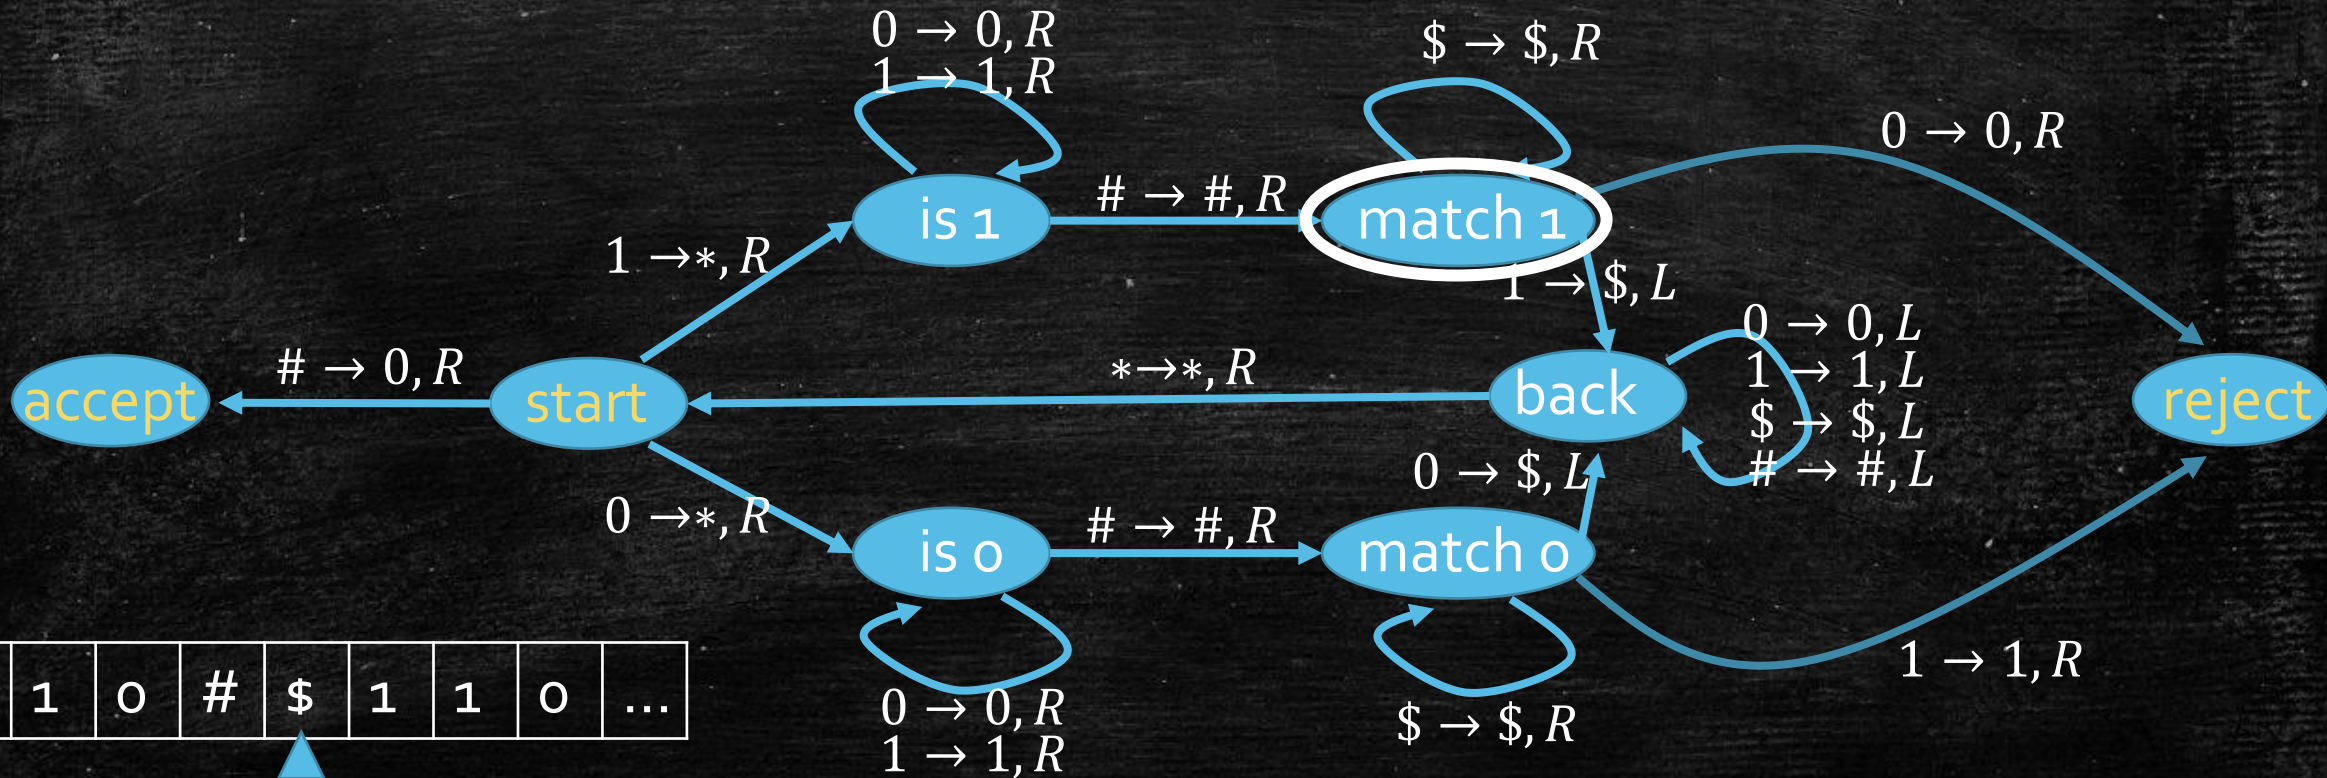 0 → 0, R
1 → 1, R
$ → $, R
0 → 0, R
is 1
# → #, R
match 1
1 →*, R
1 → $, L
0 → 0, L
1 → 1, L
$ → $, L
# → #, L
accept
# → 0, R
start
*→*, R
back
reject
0 → $, L
0 →*, R
is 0
# → #, R
match 0
1 → 1, R
0 → 0, R
1 → 1, R
$ → $, R
1 0 # $ 1 1 0 ...